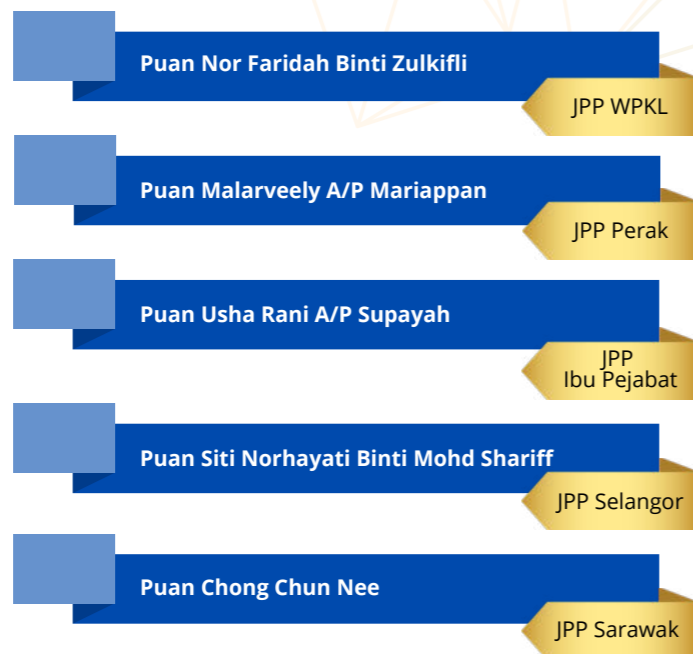 Puan Nor Faridah Binti Zulkifli
JPP WPKL
Puan Malarveely A/P Mariappan
JPP Perak
Puan Usha Rani A/P Supayah
JPP
Ibu Pejabat
Puan Siti Norhayati Binti Mohd Shariff
JPP Selangor
Puan Chong Chun Nee
JPP Sarawak